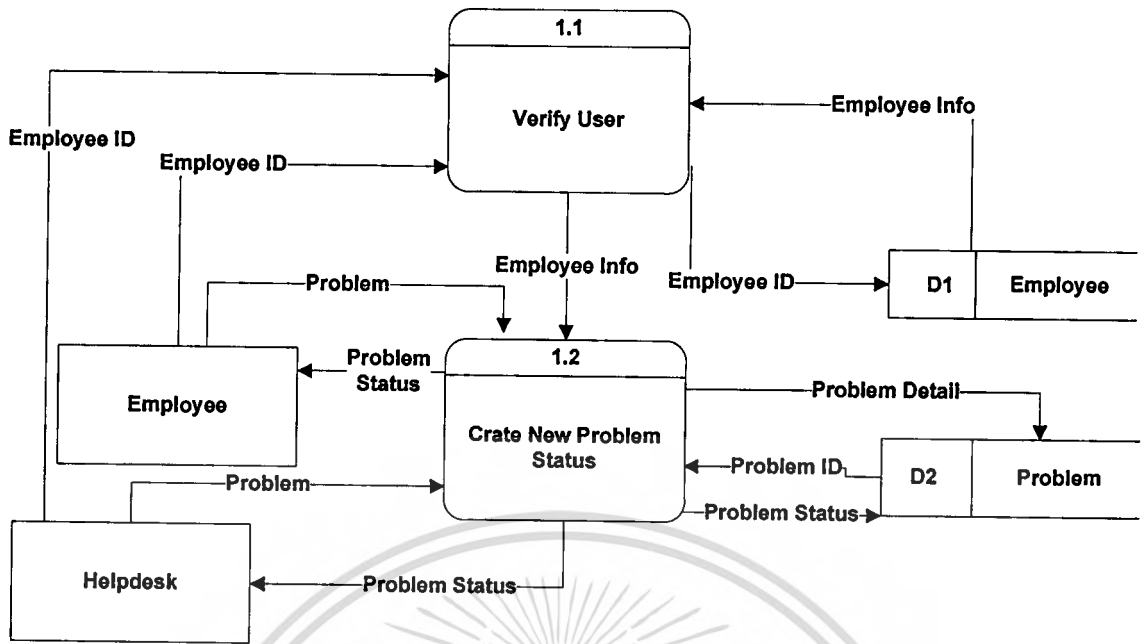 1.1
Verify User
Employee Info
Employee ID
Employee ID
Employee Info
Employee ID
D1
Employee
Problem
1.2
Problem
Status
Employee
Crate New Problem
Status
Problem Detail
Problem ID
D2
Problem
Problem
Problem Status
Helpdesk
Problem Status